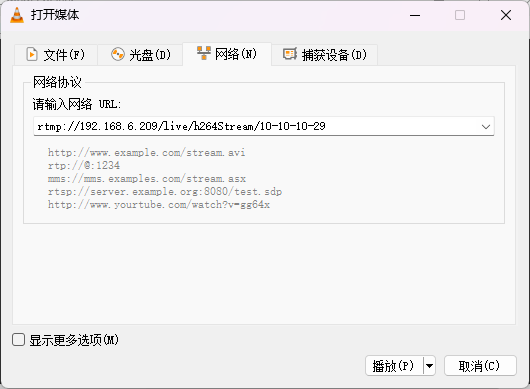 打开媒体
文件(F) 光盘(D) 网络(N) 捕获设备(D)
网络协议
请输入网络 URL:
rtmp://192.168.6.209/live/h264Stream/10-10-10-29
http://www.example.com/stream.avi
rtp://@:1234
mms://mms.examples.com/stream.asx
rtsp://server.example.org:8080/test.sdp
http://www.yourtube.com/watch?v=gg64x
显示更多选项(M)
播放(P) 取消(C)